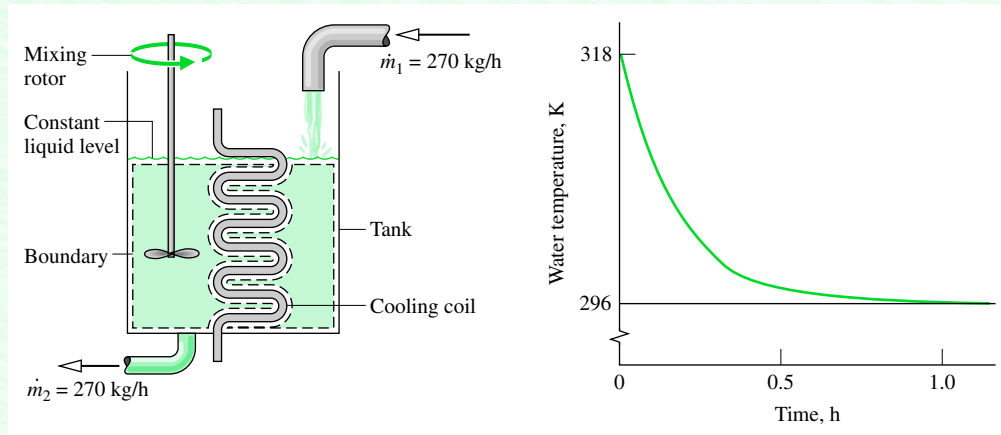 Mixing
rotor
ṁ1 = 270 kg/h
Constant
liquid level
Boundary
Tank
Cooling coil
ṁ2 = 270 kg/h
Water temperature, K
318
296
0
0.5
1.0
Time, h